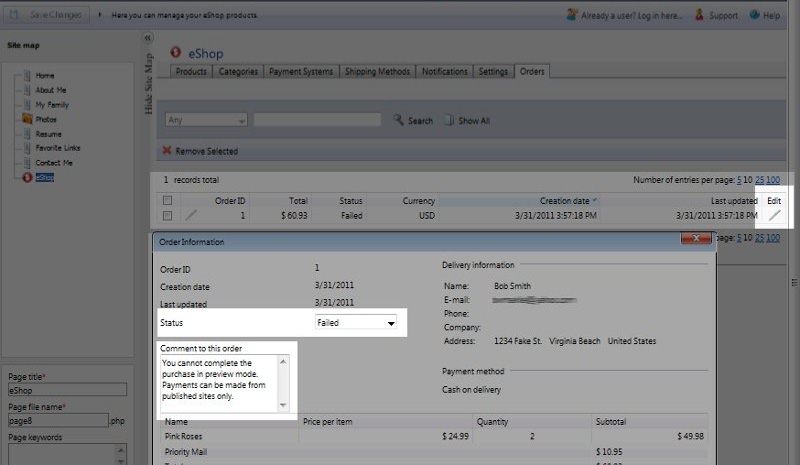 Save Changes
Here you can manage your eShop products.
Already a user? Log in here...
Support
Help
Site map
Home
About Me
My Family
Photos
Resume
Favorite Links
Contact Me
eShop
Hide Site Map
eShop
Products Categories Payment Systems Shipping Methods Notifications Settings Orders
Any
Search
Show All
Remove Selected
1 records total
Number of entries per page: 5 10 25 100
Order ID Total Status Currency Creation date Last updated Edit
1 $ 60.93 Failed USD 3/31/2011 3:57:18 PM 3/31/2011 3:57:18 PM
page: 5 10 25 100
Order Information
Order ID 1
Creation date 3/31/2011
Last updated 3/31/2011
Status Failed
Comment to this order
You cannot complete the
purchase in preview mode.
Payments can be made from
published sites only.
Delivery information
Name: Bob Smith
E-mail:
Phone:
Company:
Address: 1234 Fake St. Virginia Beach United States
Payment method
Cash on delivery
Name Price per item Quantity Subtotal
Pink Roses $ 24.99 2 $ 49.98
Priority Mail $ 10.95
Page title*
eShop
Page file name*
page8 .php
Page keywords